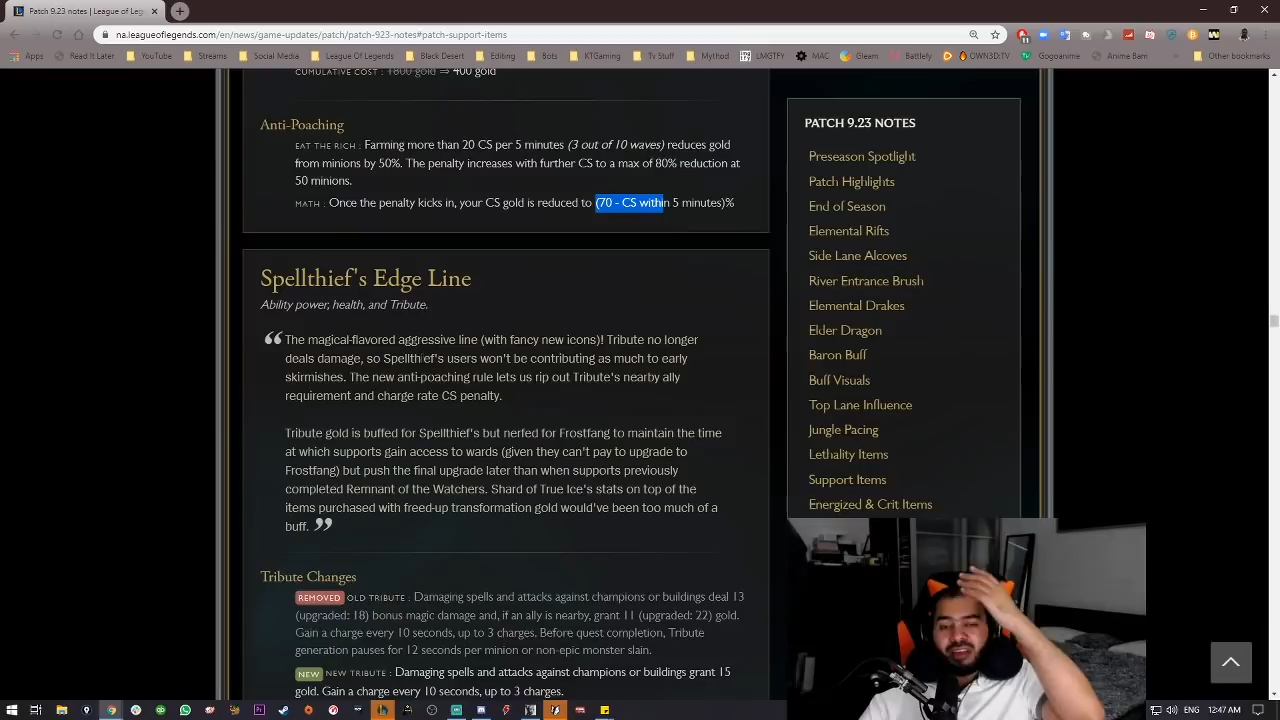 Patch 9.23 notes | League of Leg
na.leagueoflegends.com/en/news/game-updates/patch/patch-923-notes#patch-support-items
Apps Read It Later YouTube Streams Social Media League Of Legends Black Desert Editing Bots KTGaming Tv Stuff Mythod LMGTFY MAC Gleam Battlefy OWN3D:TV Gogoanime Anime Bam Other bookmarks
CUMULATIVE COST : 1800 gold ⇒ 400 gold
Anti-Poaching
EAT THE RICH : Farming more than 20 CS per 5 minutes (3 out of 10 waves) reduces gold
from minions by 50%. The penalty increases with further CS to a max of 80% reduction at
50 minions.
MATH : Once the penalty kicks in, your CS gold is reduced to (70 - CS within 5 minutes)%
Spellthief's Edge Line
Ability power, health, and Tribute.
“ The magical-flavored aggressive line (with fancy new icons)! Tribute no longer
deals damage, so Spellthief's users won't be contributing as much to early
skirmishes. The new anti-poaching rule lets us rip out Tribute's nearby ally
requirement and charge rate CS penalty.
Tribute gold is buffed for Spellthief's but nerfed for Frostfang to maintain the time
at which supports gain access to wards (given they can't pay to upgrade to
Frostfang) but push the final upgrade later than when supports previously
completed Remnant of the Watchers. Shard of True Ice's stats on top of the
items purchased with freed-up transformation gold would've been too much of a
buff. ”
Tribute Changes
REMOVED OLD TRIBUTE : Damaging spells and attacks against champions or buildings deal 13
(upgraded: 18) bonus magic damage and, if an ally is nearby, grant 11 (upgraded: 22) gold.
Gain a charge every 10 seconds, up to 3 charges. Before quest completion, Tribute
generation pauses for 12 seconds per minion or non-epic monster slain.
NEW NEW TRIBUTE : Damaging spells and attacks against champions or buildings grant 15
gold. Gain a charge every 10 seconds, up to 3 charges.
PATCH 9.23 NOTES
Preseason Spotlight
Patch Highlights
End of Season
Elemental Rifts
Side Lane Alcoves
River Entrance Brush
Elemental Drakes
Elder Dragon
Baron Buff
Buff Visuals
Top Lane Influence
Jungle Pacing
Lethality Items
Support Items
Energized & Crit Items
ENG 12:47 AM